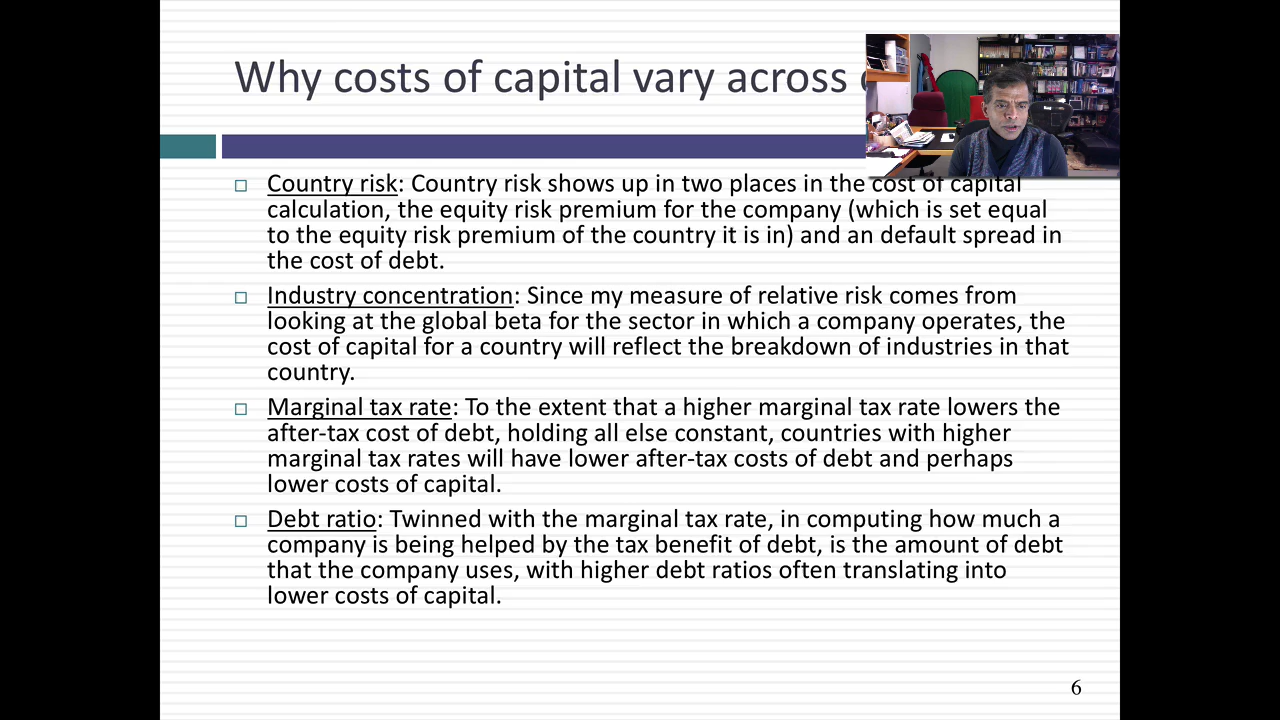 Why costs of capital vary across
Country risk: Country risk shows up in two places in the cost of capital
calculation, the equity risk premium for the company (which is set equal
to the equity risk premium of the country it is in) and an default spread in
the cost of debt.
Industry concentration: Since my measure of relative risk comes from
looking at the global beta for the sector in which a company operates, the
cost of capital for a country will reflect the breakdown of industries in that
country.
Marginal tax rate: To the extent that a higher marginal tax rate lowers the
after-tax cost of debt, holding all else constant, countries with higher
marginal tax rates will have lower after-tax costs of debt and perhaps
lower costs of capital.
Debt ratio: Twinned with the marginal tax rate, in computing how much a
company is being helped by the tax benefit of debt, is the amount of debt
that the company uses, with higher debt ratios often translating into
lower costs of capital.
6